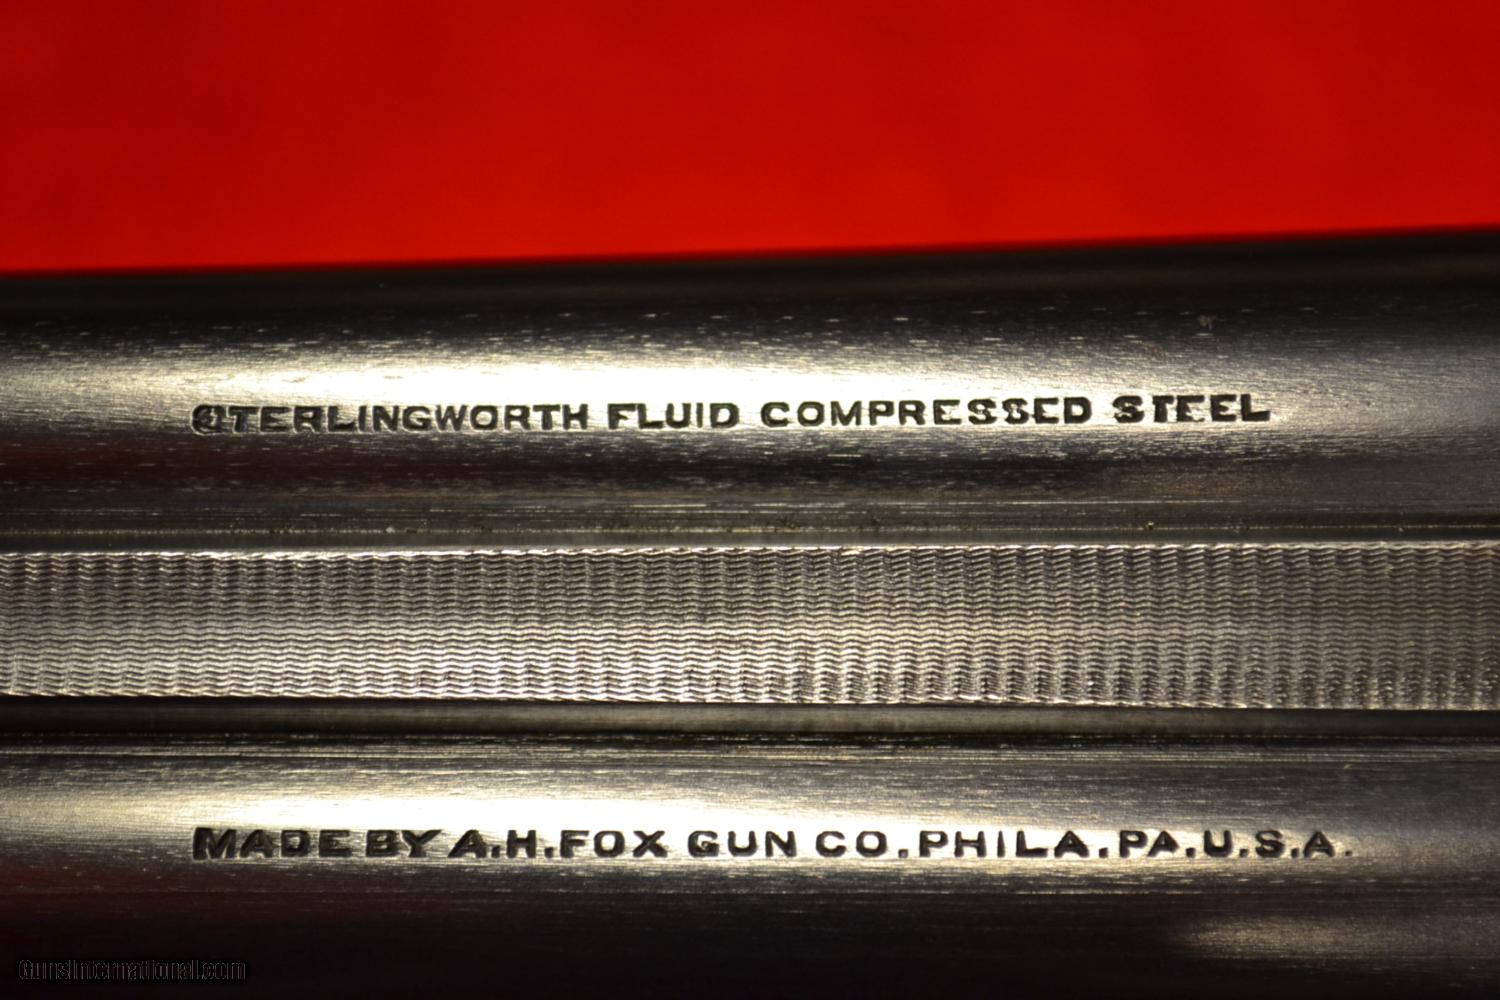 STERLINGWORTH FLUID COMPRESSED STEEL
MADE BY A.H.FOX GUN CO.PHILA.PA.U.S.A.
GunsInternational.com